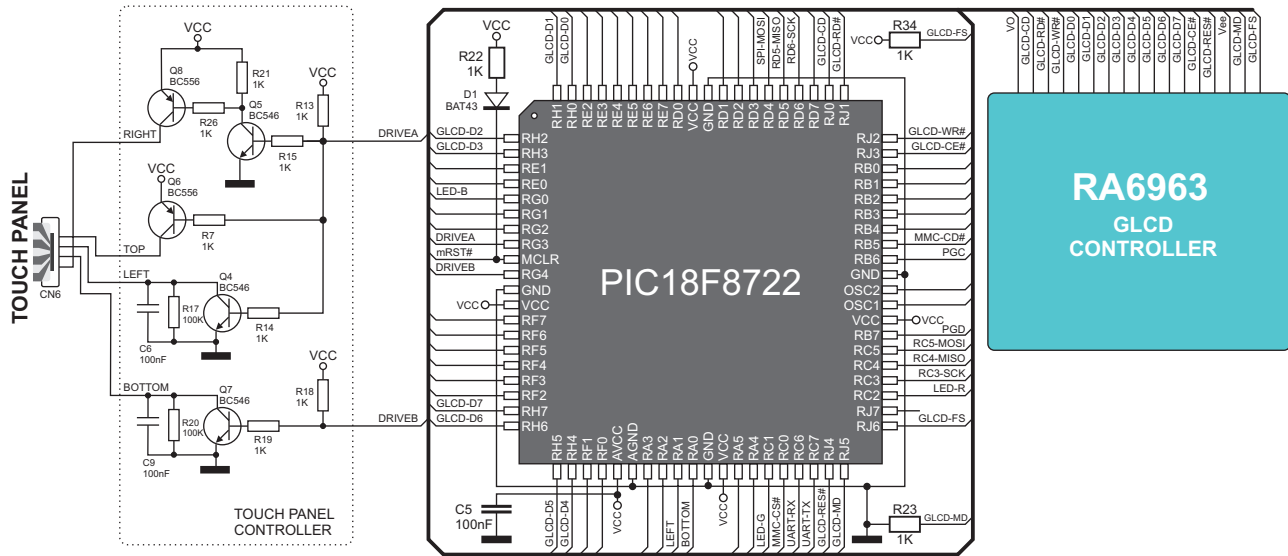 TOUCH PANEL
CN6
VCC
Q8
BC556
R21
1K
R26
1K
Q5
BC546
RIGHT
VCC
R13
1K
R15
1K
DRIVEA
VCC
Q6
BC556
R7
1K
TOP
LEFT
Q4
BC546
R17
100K
C6
100nF
R14
1K
BOTTOM
Q7
BC546
R20
100K
C9
100nF
R19
1K
VCC
R18
1K
DRIVEB
TOUCH PANEL
CONTROLLER
VCC
R22
1K
D1
BAT43
GLCD-D1
GLCD-D0
SPI-MOSI
RD5-MISO
RD6-SCK
GLCD-CD
GLCD-RD#
VCC
RH1
RH0
RE2
RE3
RE4
RE5
RE6
RE7
RD0
VCC
GND
RD1
RD2
RD3
RD4
RD5
RD6
RD7
RJ0
RJ1
VCC
R34
1K
GLCD-FS
GLCD-D2
GLCD-D3
LED-B
DRIVEA
mRST#
DRIVEB
VCC
GLCD-D7
GLCD-D6
RH2
RH3
RE1
RE0
RG0
RG1
RG2
RG3
MCLR
RG4
GND
VCC
RF7
RF6
RF5
RF4
RF3
RF2
RH7
RH6
PIC18F8722
RJ2
RJ3
RB0
RB1
RB2
RB3
RB4
RB5
RB6
GND
OSC2
OSC1
VCC
RB7
RC5
RC4
RC3
RC2
RJ7
RJ6
GLCD-WR#
GLCD-CE#
MMC-CD#
PGC
VCC
PGD
RC5-MOSI
RC4-MISO
RC3-SCK
LED-R
GLCD-FS
RH5
RH4
RF1
RF0
AVCC
AGND
RA3
RA2
RA1
RA0
GND
VCC
RA5
RA4
RC1
RC0
RC6
RC7
RJ4
RJ5
C5
100nF
GLCD-D5
GLCD-D4
VCC
LEFT
BOTTOM
VCC
LED-G
MMC-CS#
UART-RX
UART-TX
GLCD-RES#
GLCD-MD
R23
1K
GLCD-MD
VO
GLCD-CD
GLCD-RD#
GLCD-WR#
GLCD-D0
GLCD-D1
GLCD-D2
GLCD-D3
GLCD-D4
GLCD-D5
GLCD-D6
GLCD-D7
GLCD-CE#
GLCD-RES#
Vee
GLCD-MD
GLCD-FS
RA6963
GLCD
CONTROLLER